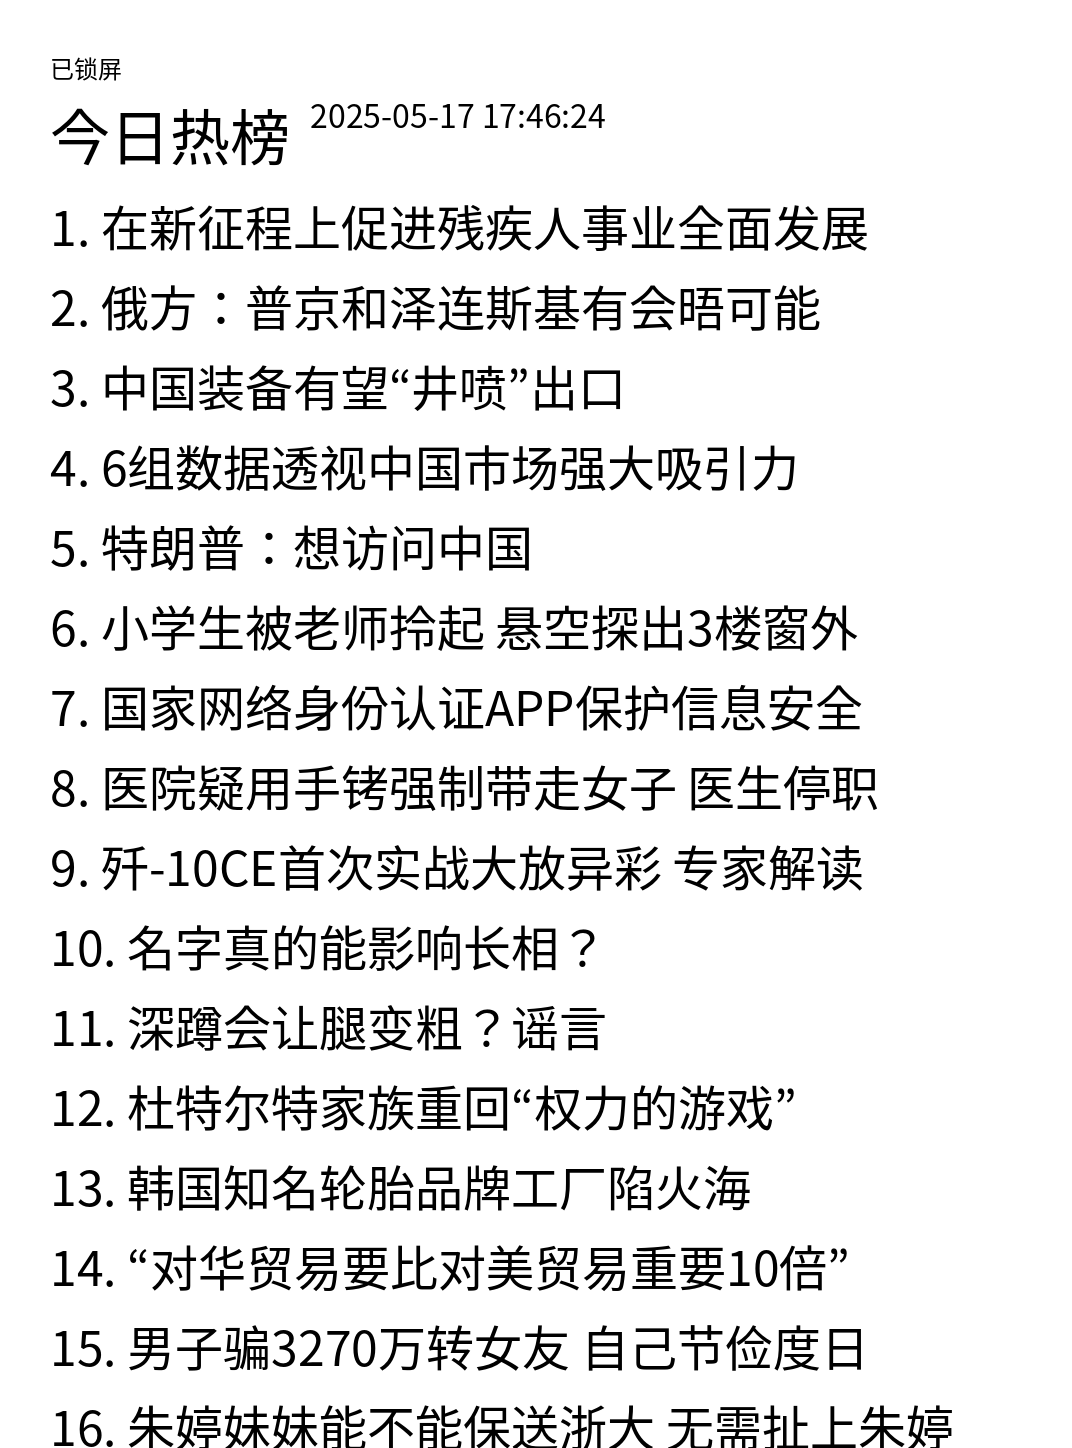 已锁屏
今日热榜 2025-05-17 17:46:24
1. 在新征程上促进残疾人事业全面发展
2. 俄方：普京和泽连斯基有会晤可能
3. 中国装备有望“井喷”出口
4. 6组数据透视中国市场强大吸引力
5. 特朗普：想访问中国
6. 小学生被老师拎起 悬空探出3楼窗外
7. 国家网络身份认证APP保护信息安全
8. 医院疑用手铐强制带走女子 医生停职
9. 歼-10CE首次实战大放异彩 专家解读
10. 名字真的能影响长相？
11. 深蹲会让腿变粗？谣言
12. 杜特尔特家族重回“权力的游戏”
13. 韩国知名轮胎品牌工厂陷火海
14. “对华贸易要比对美贸易重要10倍”
15. 男子骗3270万转女友 自己节俭度日
16. 朱婷妹妹能不能保送浙大 无需扯上朱婷